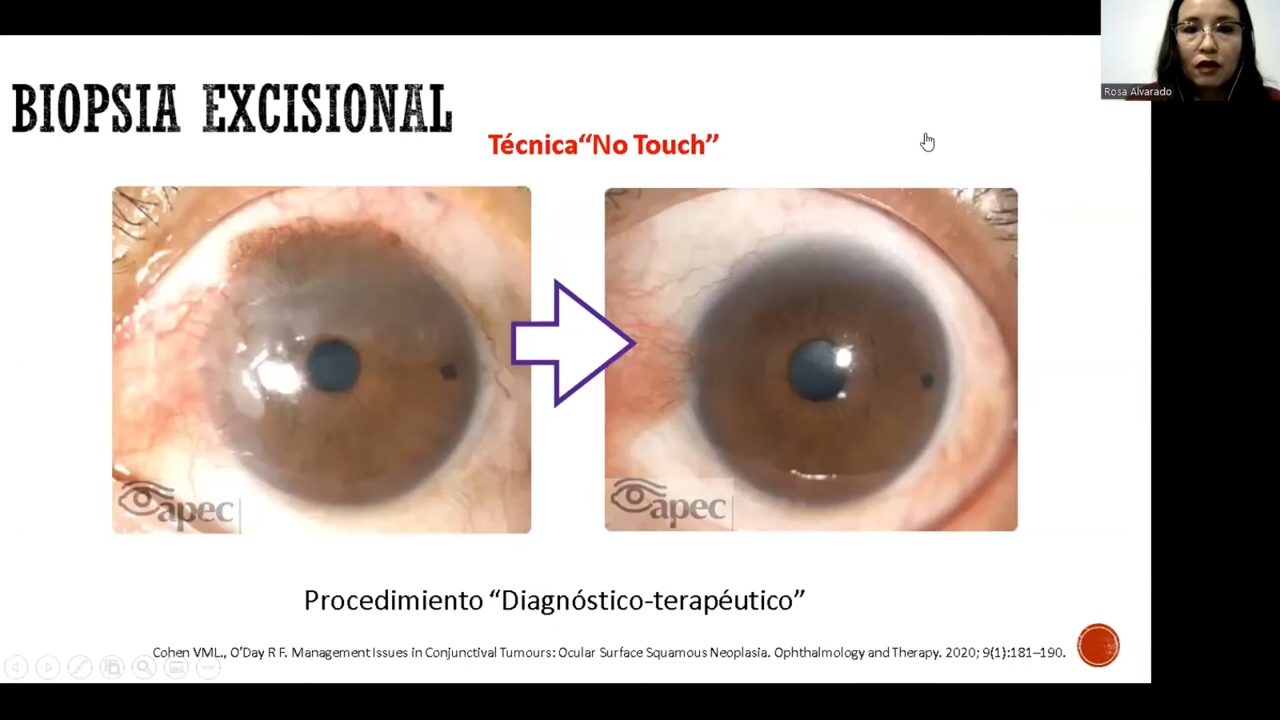 Rosa Alvarado
BIOPSIA EXCISIONAL
Técnica“No Touch”
apec
apec
Procedimiento “Diagnóstico-terapéutico”
Cohen VML., O’Day R F. Management Issues in Conjunctival Tumours: Ocular Surface Squamous Neoplasia. Ophthalmology and Therapy. 2020; 9(1):181–190.